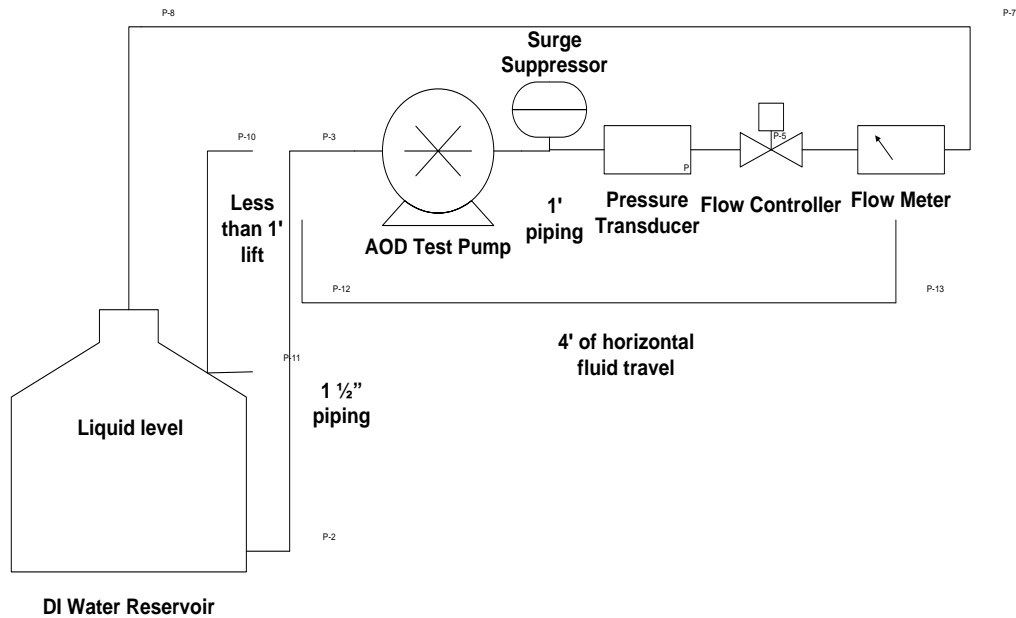 P-8
P-7
Surge
Suppressor
P-10
P-3
P-5
P
Less
than 1'
lift
1'
piping
Pressure
Transducer
Flow Controller
Flow Meter
AOD Test Pump
P-12
P-13
4' of horizontal
fluid travel
P-11
1 ½”
piping
Liquid level
P-2
DI Water Reservoir